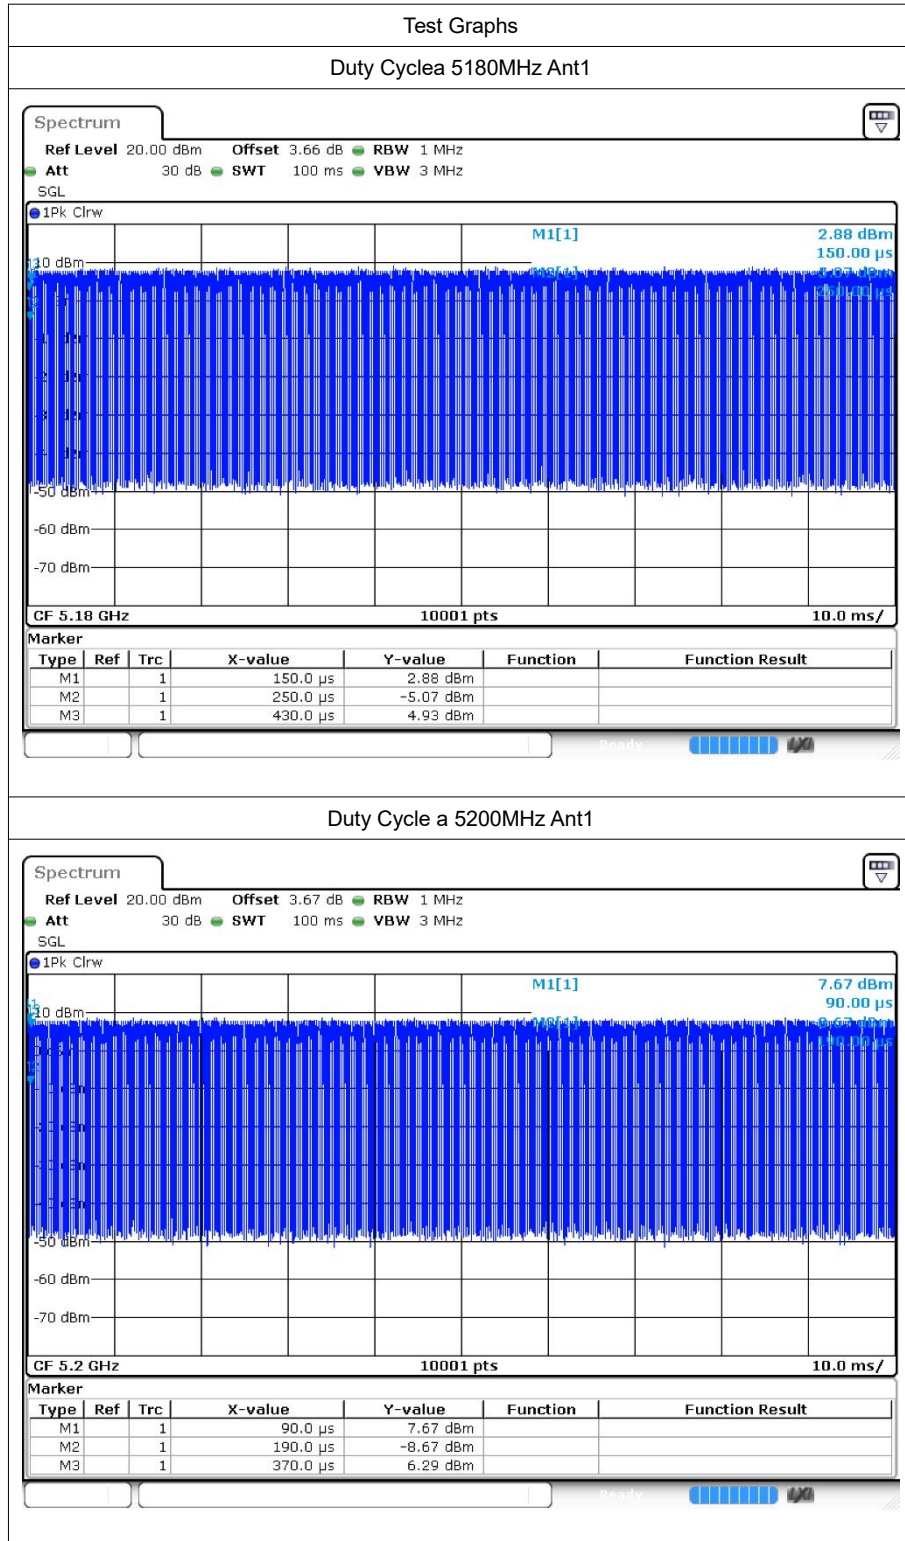 Test Graphs
Duty Cyclea 5180MHz Ant1
Spectrum
Ref Level 20.00 dBm Offset 3.66 dB RBW 1 MHz
Att 30 dB SWT 100 ms VBW 3 MHz
SGL
1Pk Clrw
M1[1] 2.88 dBm
150.00 µs
-50 dBm
-60 dBm
-70 dBm
CF 5.18 GHz 10001 pts 10.0 ms/
Marker
Type Ref Trc X-value Y-value Function Function Result
M1 1 150.0 µs 2.88 dBm
M2 1 250.0 µs -5.07 dBm
M3 1 430.0 µs 4.93 dBm
Ready LXI
Duty Cycle a 5200MHz Ant1
Spectrum
Ref Level 20.00 dBm Offset 3.67 dB RBW 1 MHz
Att 30 dB SWT 100 ms VBW 3 MHz
SGL
1Pk Clrw
M1[1] 7.67 dBm
90.00 µs
10 dBm
-50 dBm
-60 dBm
-70 dBm
CF 5.2 GHz 10001 pts 10.0 ms/
Marker
Type Ref Trc X-value Y-value Function Function Result
M1 1 90.0 µs 7.67 dBm
M2 1 190.0 µs -8.67 dBm
M3 1 370.0 µs 6.29 dBm
Ready LXI